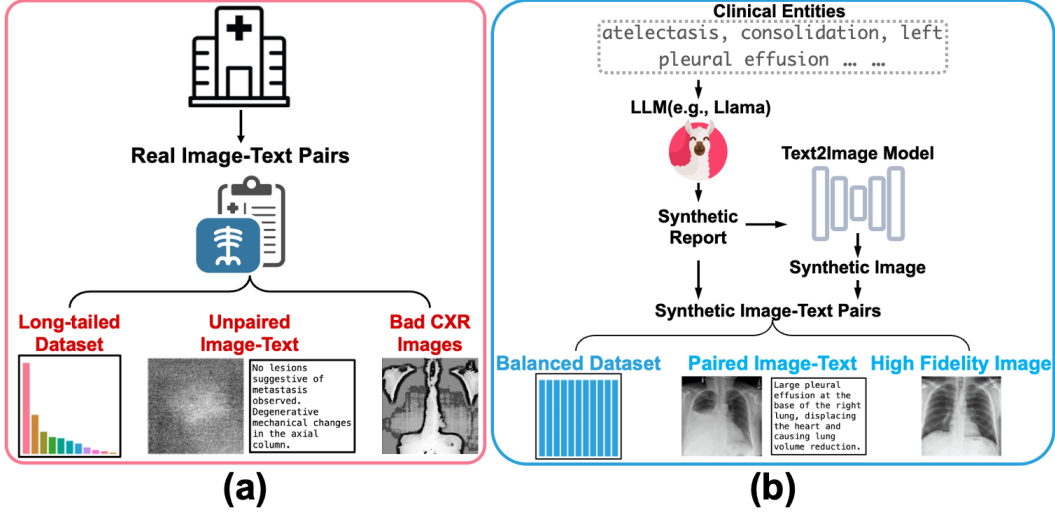 Real Image-Text Pairs
Long-tailed
Dataset
Unpaired
Image-Text
No lesions
suggestive of
metastasis
observed.
Degenerative
mechanical changes
in the axial
column.
Bad CXR
Images
(a)
Clinical Entities
atelectasis, consolidation, left
pleural effusion … …
LLM(e.g., Llama)
Text2Image Model
Synthetic
Report
Synthetic Image
Synthetic Image-Text Pairs
Balanced Dataset
Paired Image-Text
Large pleural
effusion at the
base of the right
lung, displacing
the heart and
causing lung
volume reduction.
High Fidelity Image
(b)